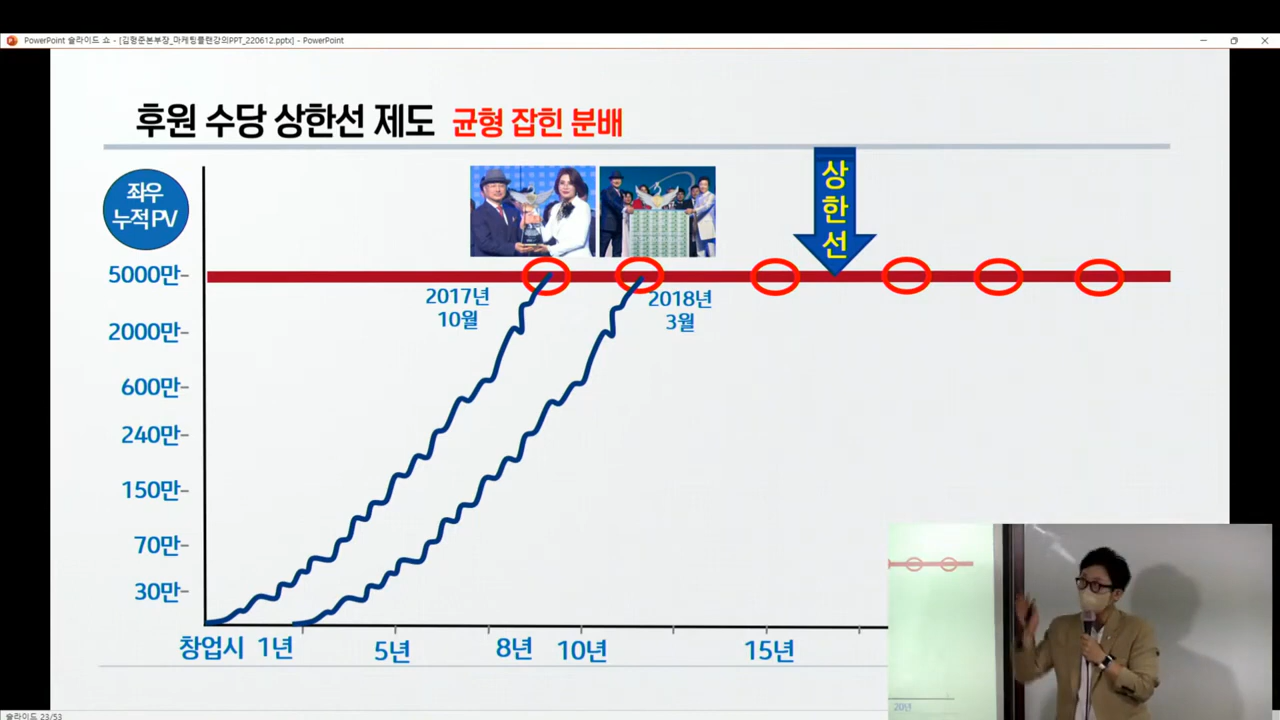 PowerPoint 슬라이드 쇼 - [김형준본부장_마케팅플랜강의PPT_220612.pptx] - PowerPoint
후원 수당 상한선 제도 균형 잡힌 분배
좌우
누적 PV
상
한
선
5000만
2017년
10월
2018년
3월
2000만
600만
240만
150만
70만
30만
창업시 1년 5년 8년 10년 15년
20년
슬라이드 23/53